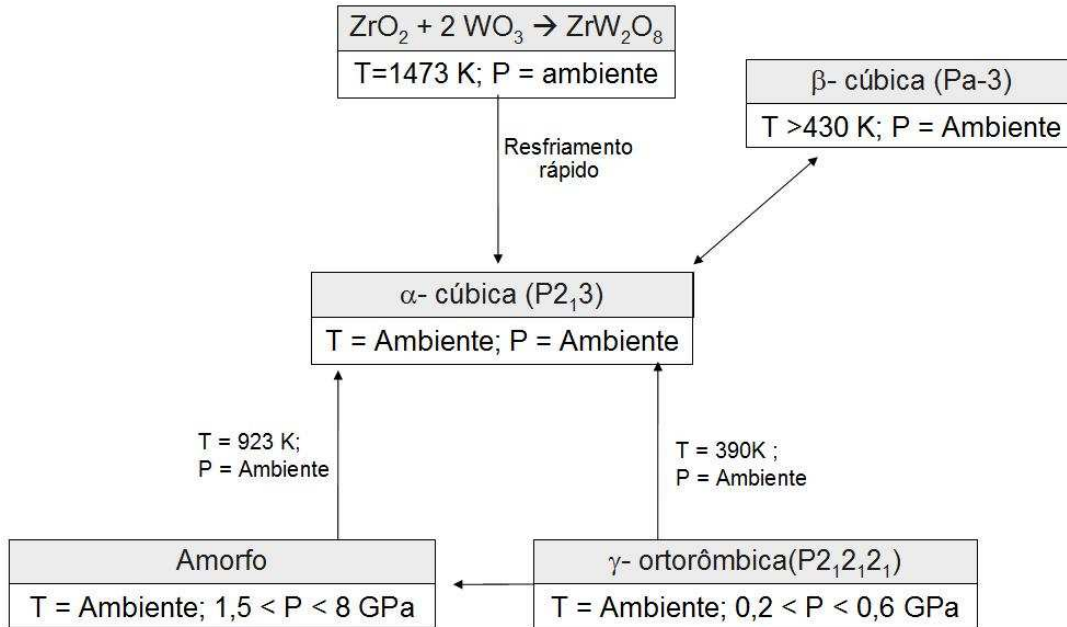 ZrO₂ + 2 WO₃ → ZrW₂O₈
T=1473 K; P = ambiente
β- cúbica (Pa-3)
T >430 K; P = Ambiente
Resfriamento
rápido
α- cúbica (P2₁3)
T = Ambiente; P = Ambiente
T = 923 K;
P = Ambiente
T = 390K ;
P = Ambiente
Amorfo
T = Ambiente; 1,5 < P < 8 GPa
γ- ortorômbica(P2₁2₁2₁)
T = Ambiente; 0,2 < P < 0,6 GPa